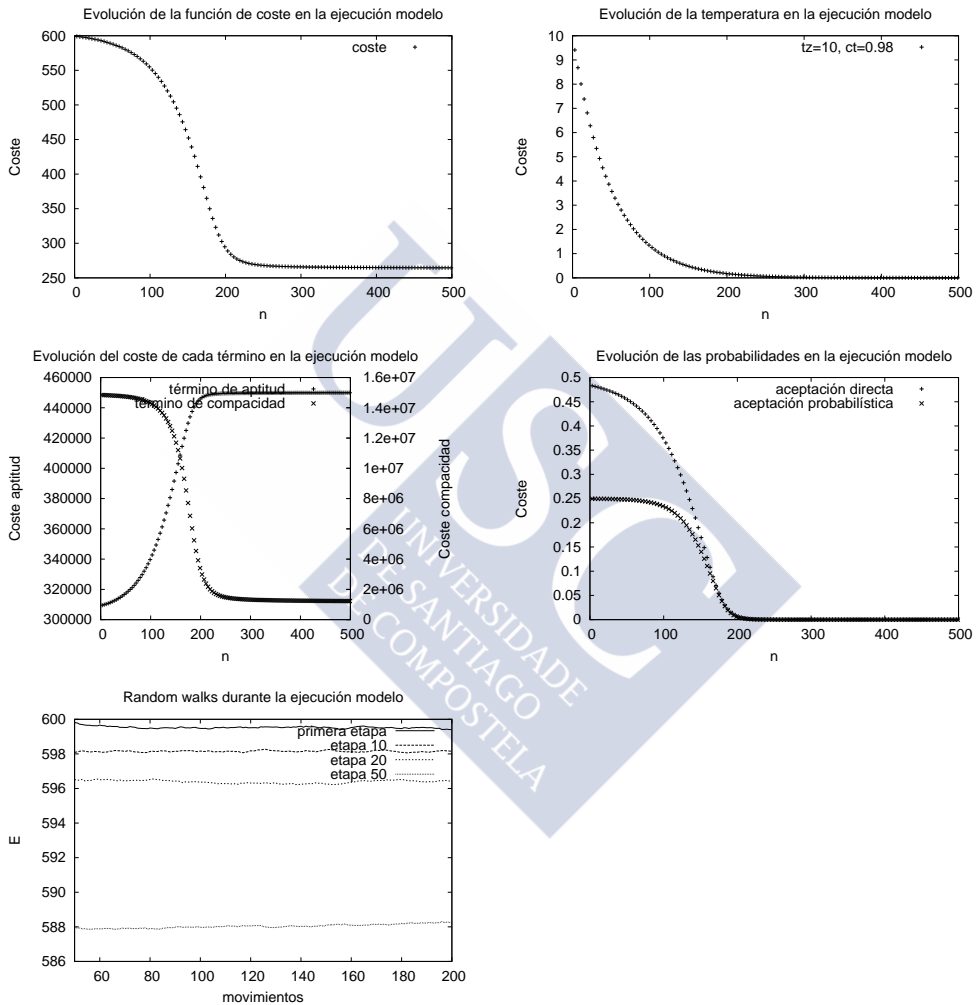 Evolución de la función de coste en la ejecución modelo
600
550
500
450
400
350
300
250
0 100 200 300 400 500
n
Coste
coste
Evolución de la temperatura en la ejecución modelo
10
9
8
7
6
5
4
3
2
1
0
0 100 200 300 400 500
n
Coste
tz=10, ct=0.98
Evolución del coste de cada término en la ejecución modelo
460000
440000
420000
400000
380000
360000
340000
320000
300000
0 100 200 300 400 500
n
Coste aptitud
término de aptitud
término de compacidad
1.6e+07
1.4e+07
1.2e+07
1e+07
8e+06
6e+06
4e+06
2e+06
0
Coste compacidad
Evolución de las probabilidades en la ejecución modelo
0.5
0.45
0.4
0.35
0.3
0.25
0.2
0.15
0.1
0.05
0
0 100 200 300 400 500
n
Coste
aceptación directa
aceptación probabilística
Random walks durante la ejecución modelo
600
598
596
594
592
590
588
586
60 80 100 120 140 160 180 200
movimientos
E
primera etapa
etapa 10
etapa 20
etapa 50
USC
UNIVERSIDADE
DE SANTIAGO
DE COMPOSTELA